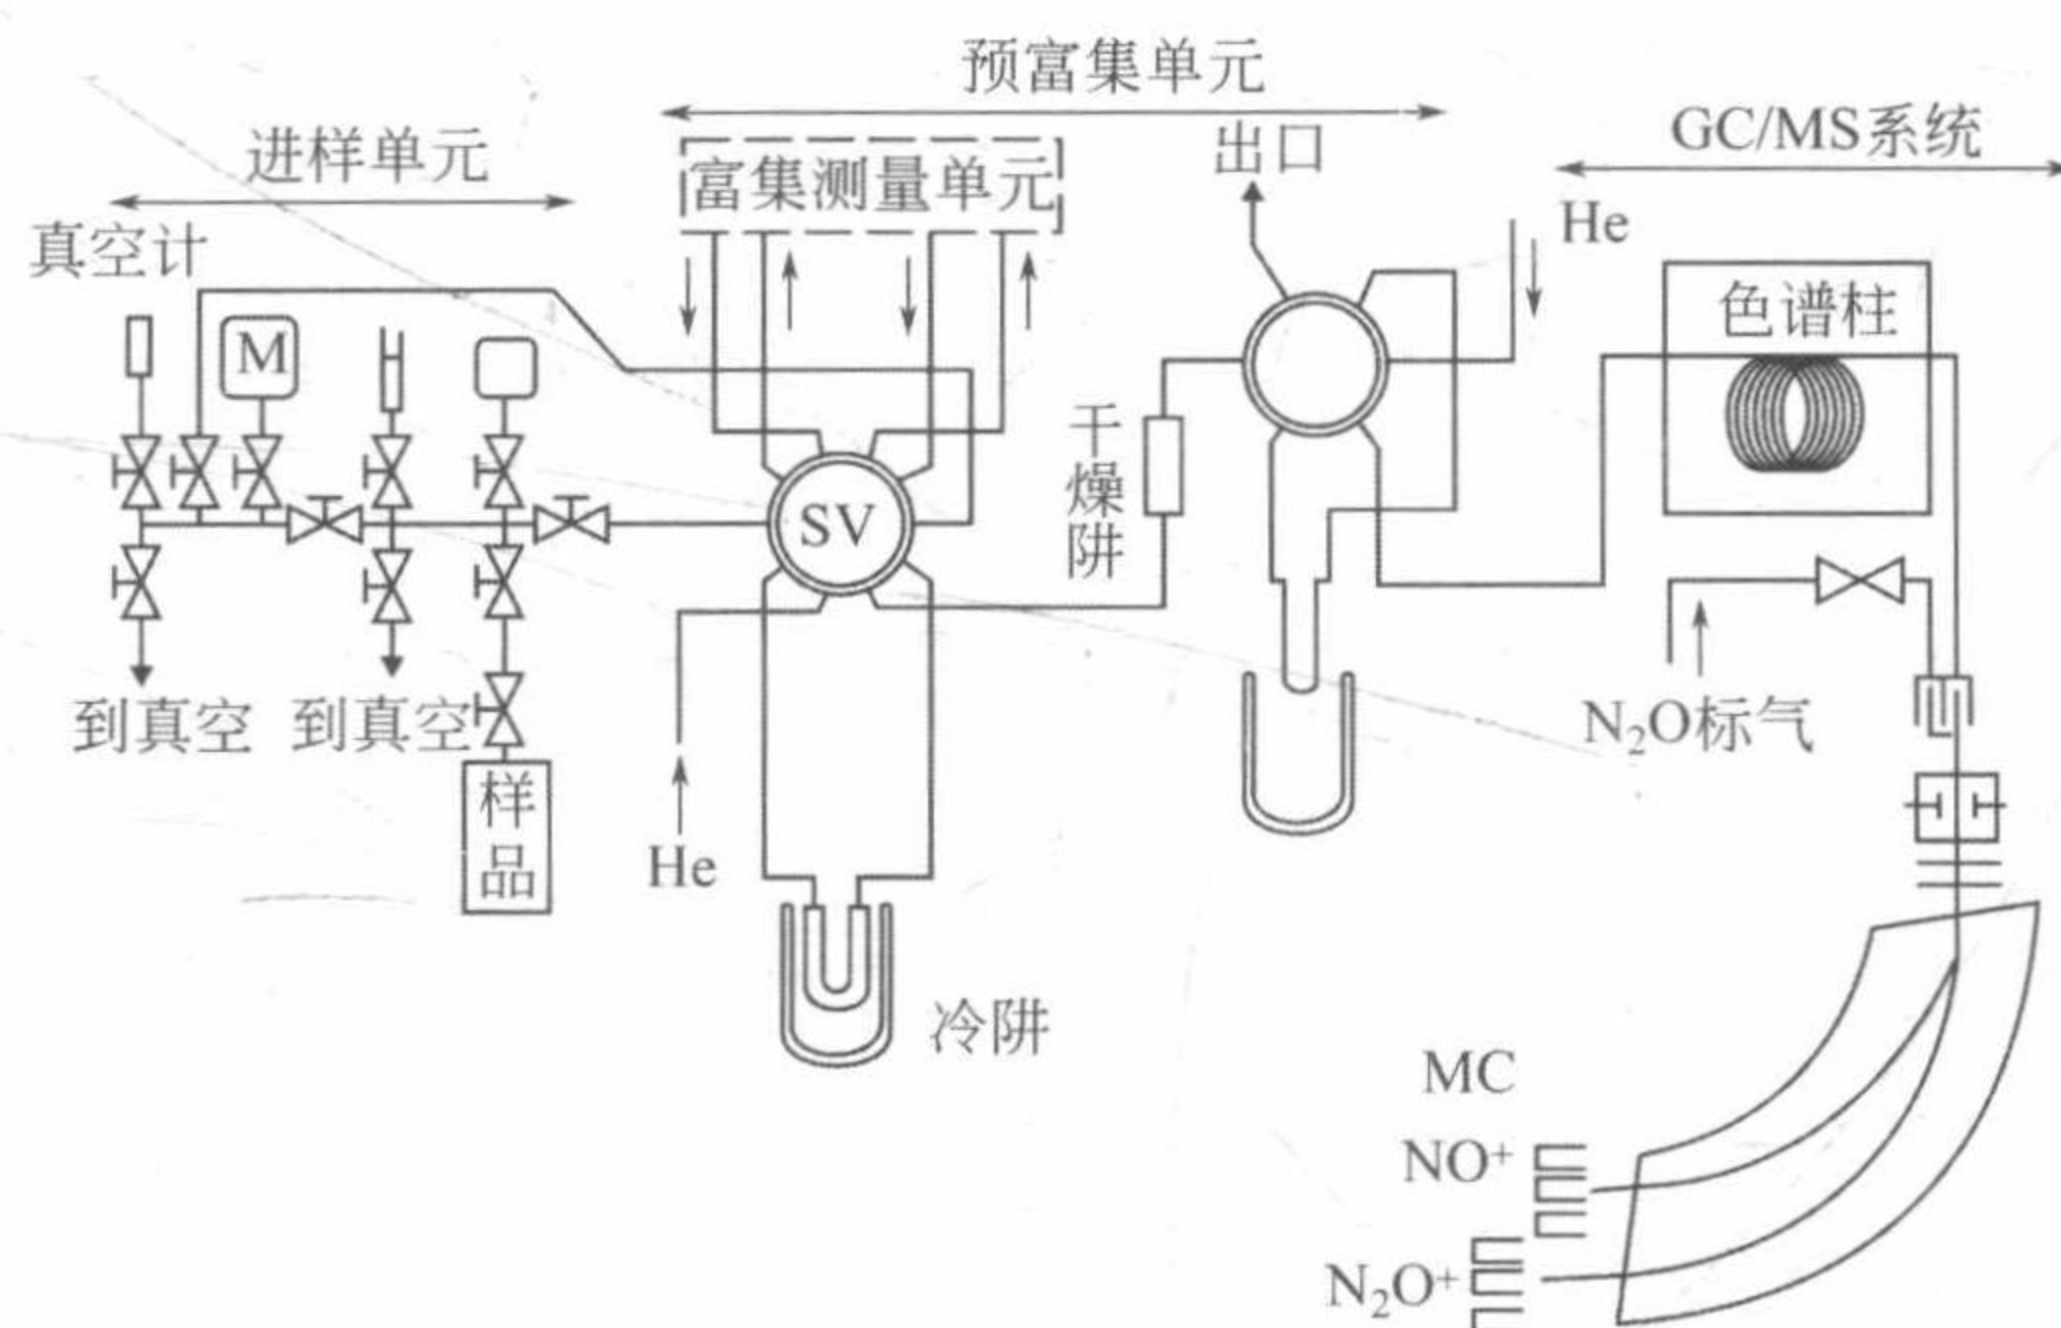 预富集单元
GC/MS系统
进样单元
富集测量单元
出口
真空计
He
色谱柱
M
干燥阱
SV
到真空
到真空
N₂O标气
样品
He
冷阱
MC
NO⁺
N₂O⁺